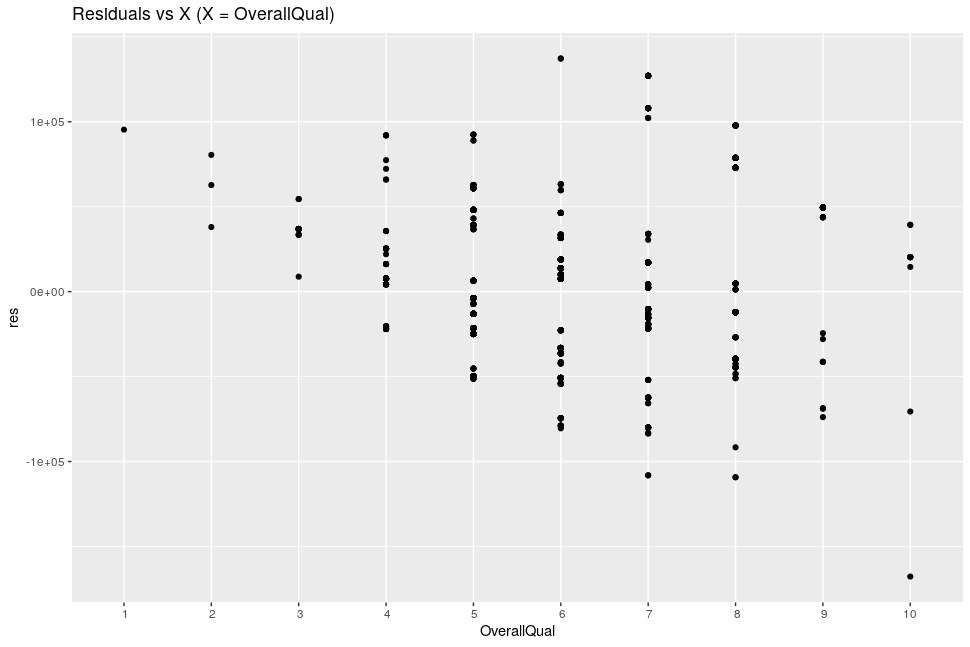 Residuals vs X (X = OverallQual)
1e+05
0e+00
-1e+05
res
1 2 3 4 5 6 7 8 9 10
OverallQual